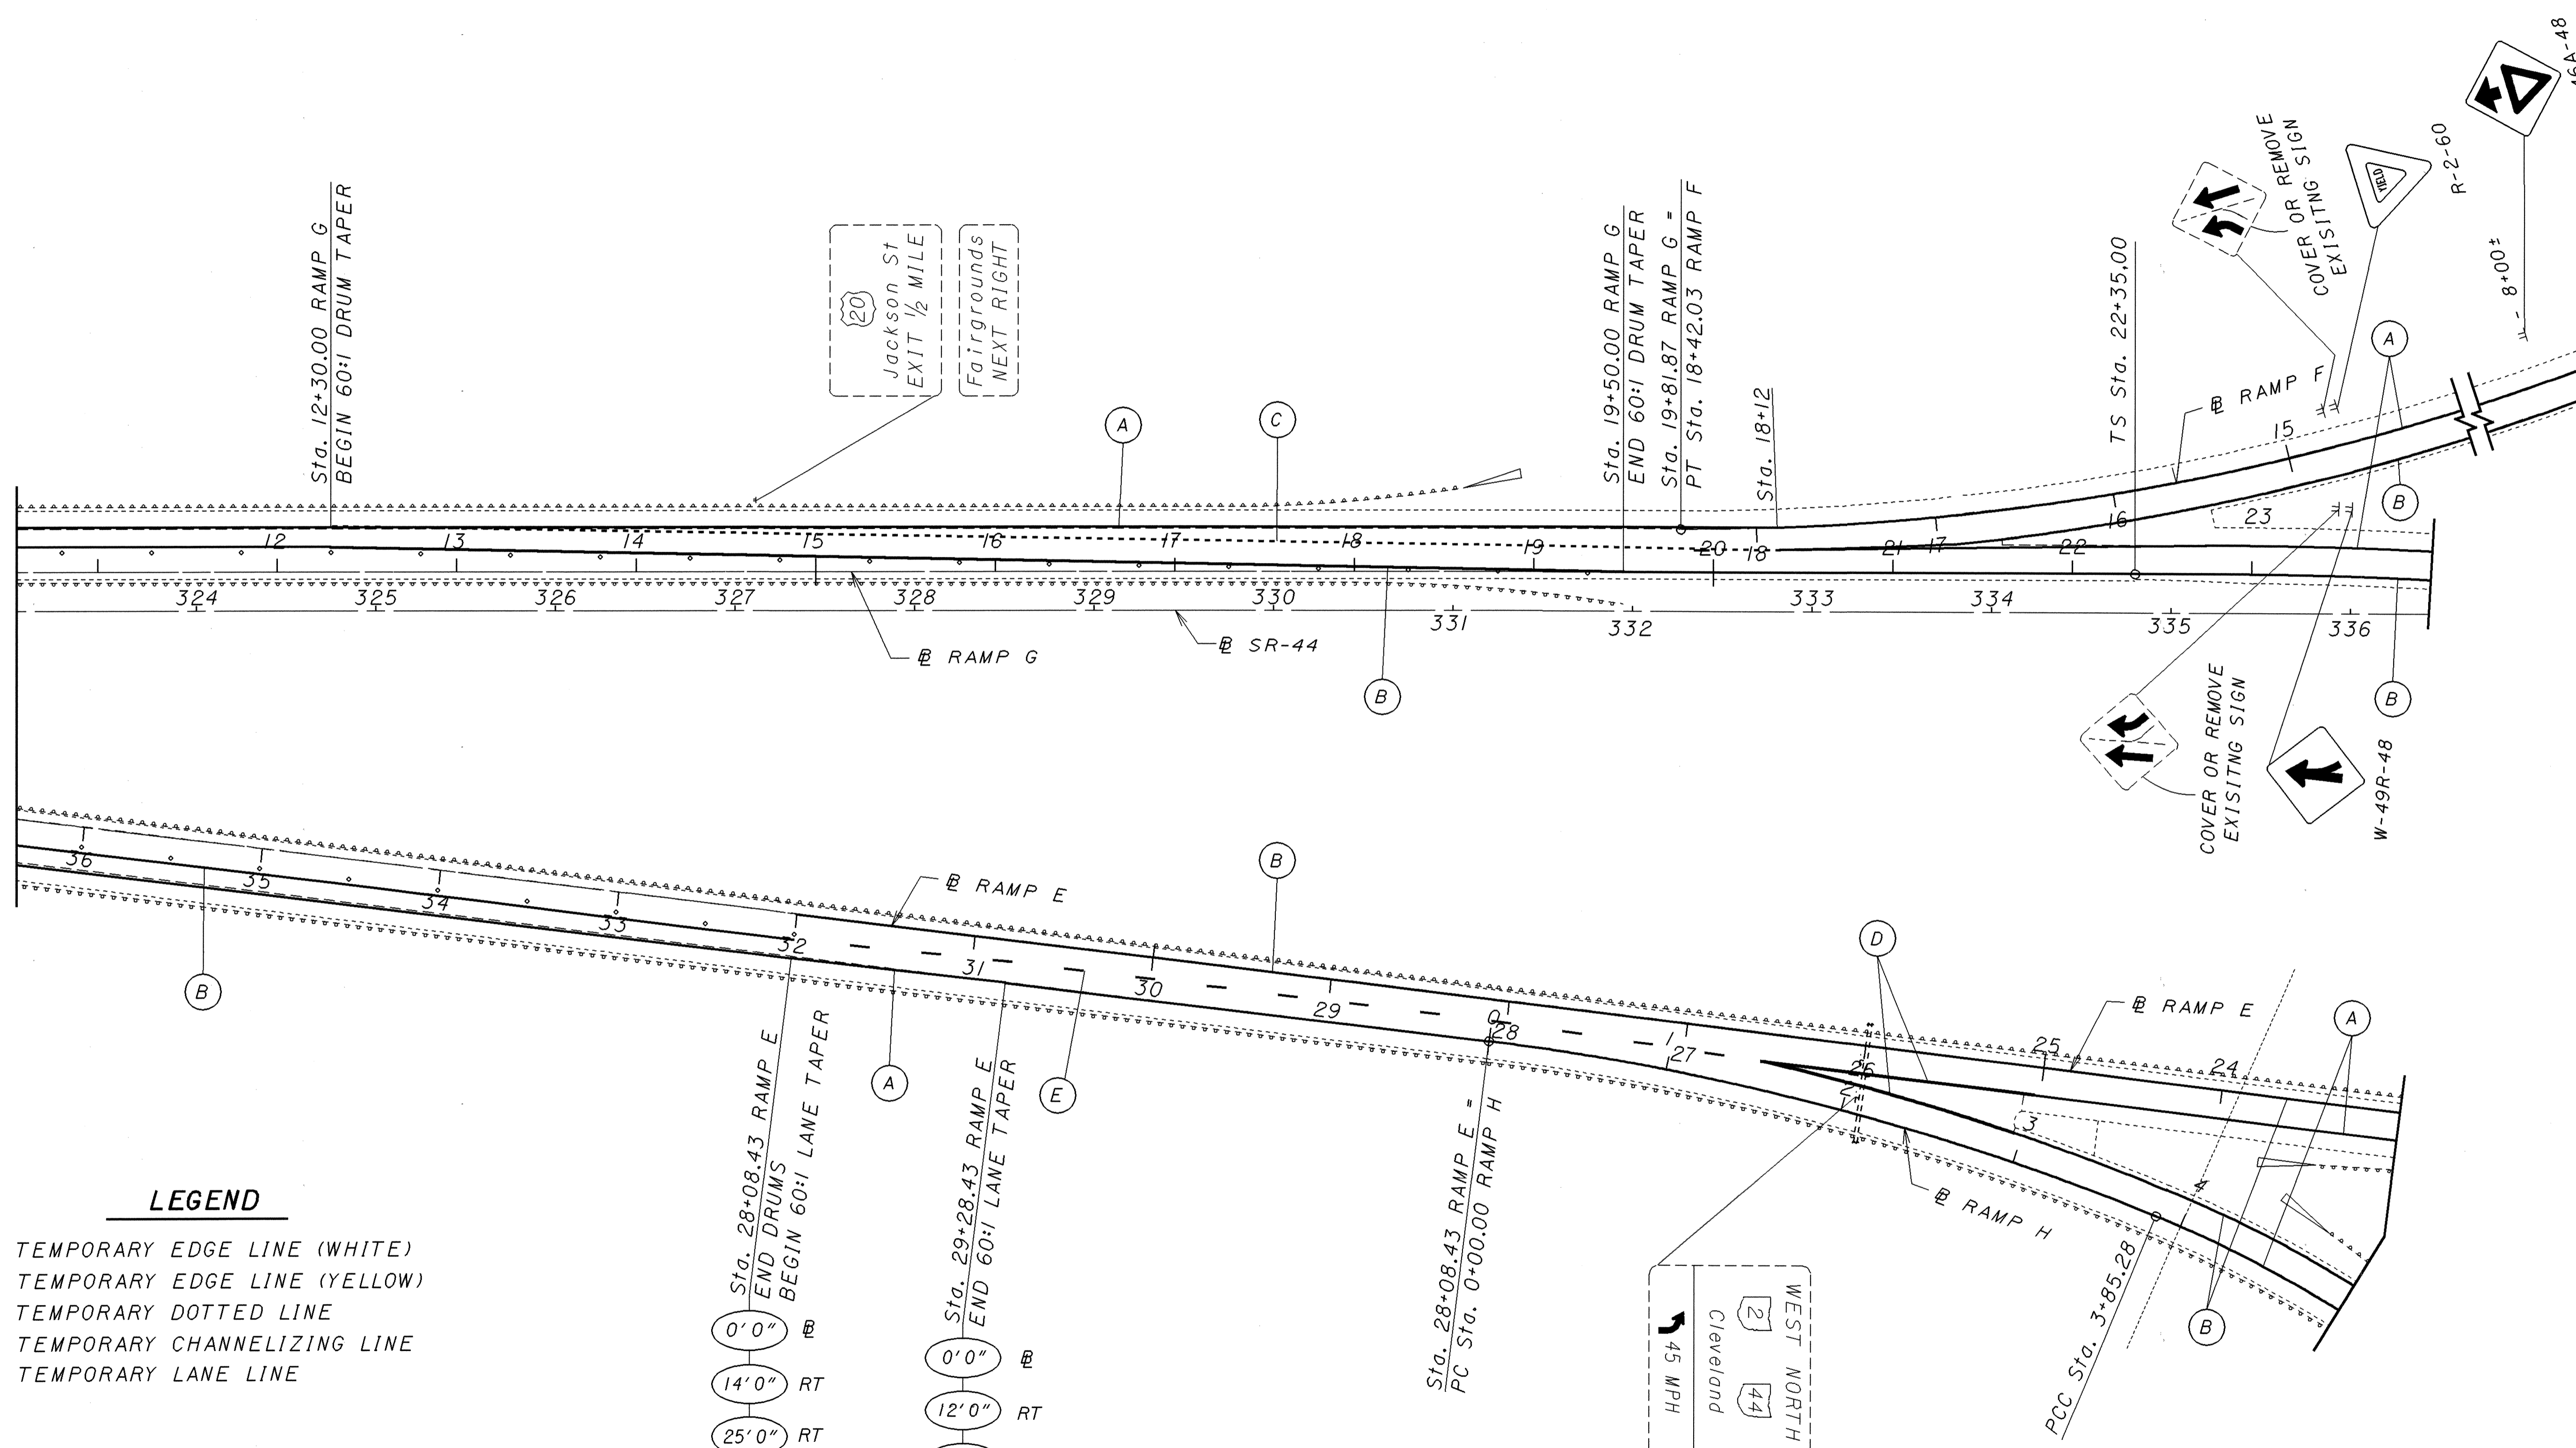 46A-48
R-2-60
8+00±
YIELD
COVER OR REMOVE
EXISITNG SIGN
TS Sta. 22+35.00
Sta. 12+30.00 RAMP G
BEGIN 60:1 DRUM TAPER
20
Jackson St
EXIT 1/2 MILE
Fairgrounds
NEXT RIGHT
Sta. 19+50.00 RAMP G
END 60:1 DRUM TAPER
Sta. 19+81.87 RAMP G =
PT Sta. 18+42.03 RAMP F
Sta. 18+12
A
C
A
B
℄ RAMP F
15
16
17
23
12
13
14
15
16
17
18
19
20
18
21
22
324
325
326
327
328
329
330
331
332
333
334
335
336
℄ RAMP G
℄ SR-44
B
B
COVER OR REMOVE
EXISITNG SIGN
W-49R-48
36
35
34
33
32
31
30
29
0
28
1
27
26
2
25
24
3
4
℄ RAMP E
B
D
℄ RAMP E
A
B
A
E
B
℄ RAMP H
Sta. 28+08.43 RAMP E
END DRUMS
BEGIN 60:1 LANE TAPER
0'0" ℄
14'0" RT
25'0" RT
Sta. 29+28.43 RAMP E
END 60:1 LANE TAPER
0'0" ℄
12'0" RT
Sta. 28+08.43 RAMP E =
PC Sta. 0+00.00 RAMP H
WEST NORTH
2 44
Cleveland
45 MPH
PCC Sta. 3+85.28
LEGEND
TEMPORARY EDGE LINE (WHITE)
TEMPORARY EDGE LINE (YELLOW)
TEMPORARY DOTTED LINE
TEMPORARY CHANNELIZING LINE
TEMPORARY LANE LINE